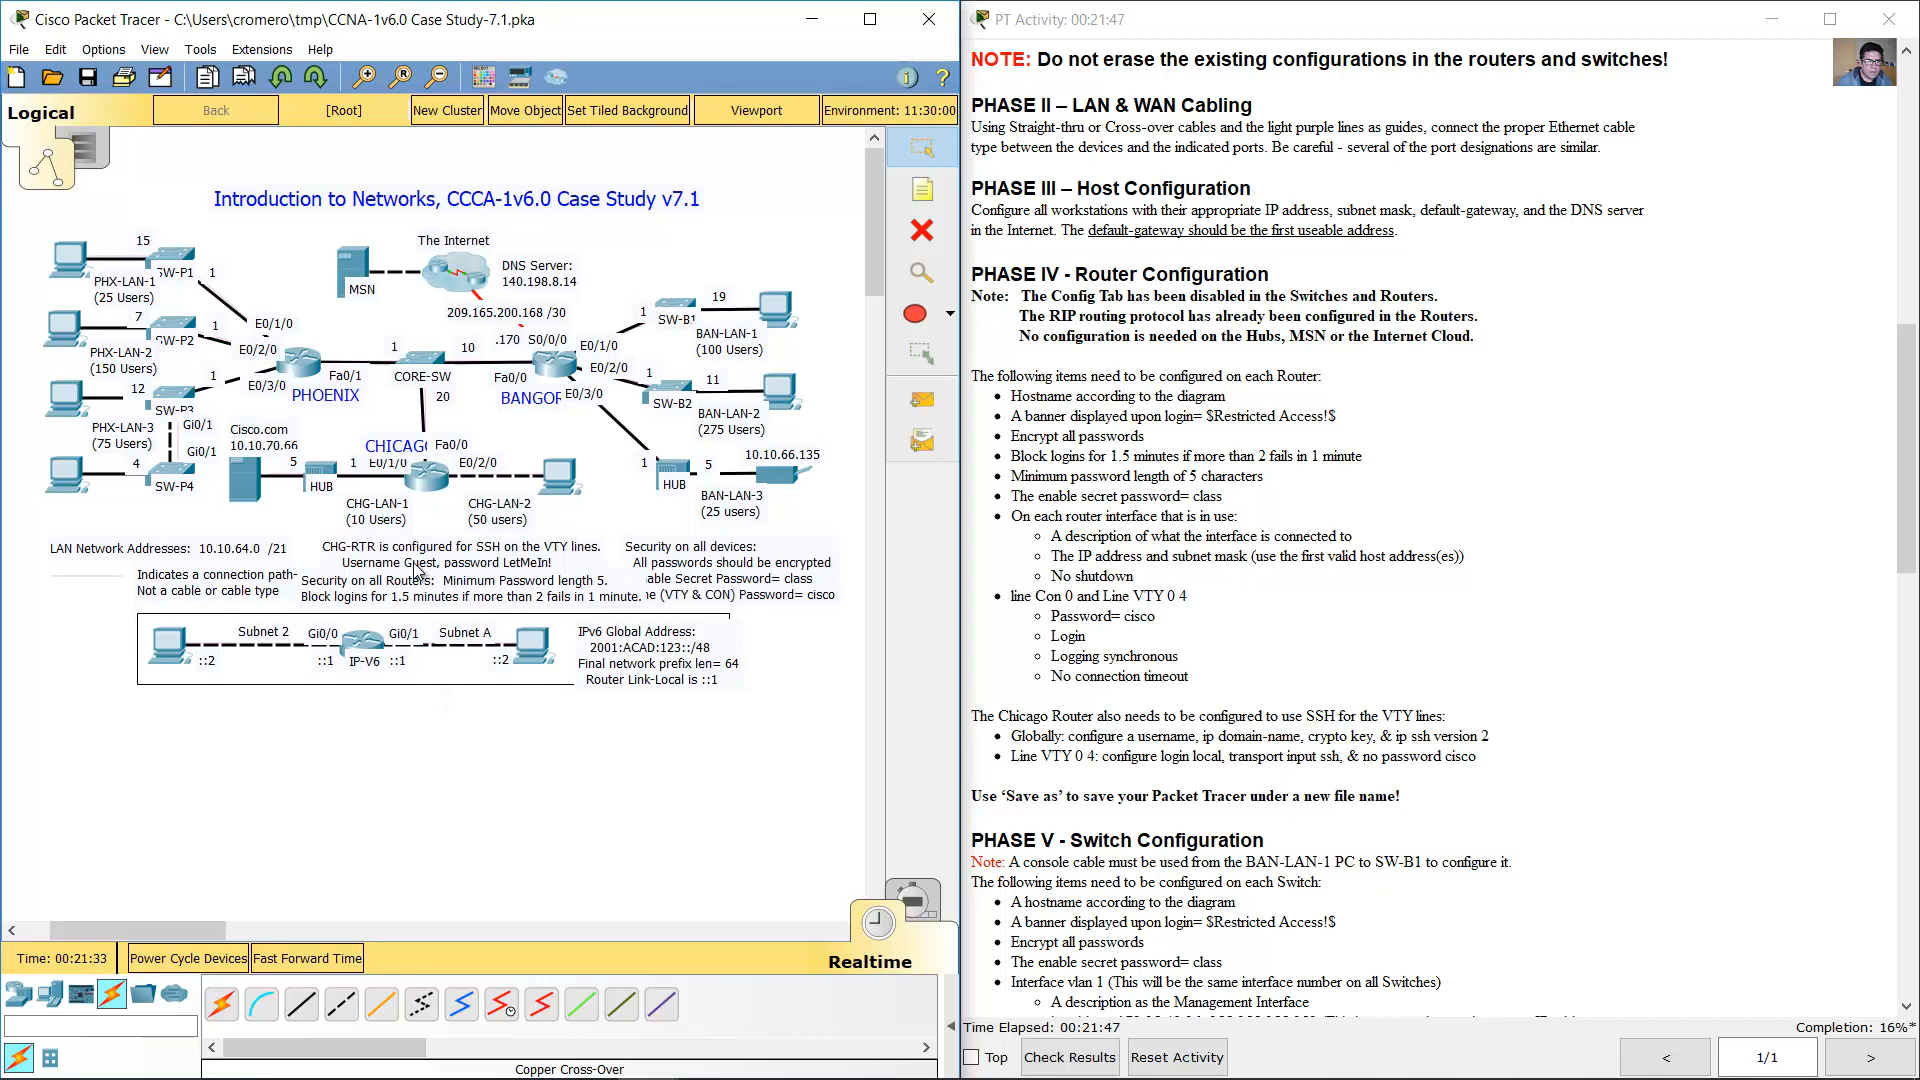 Cisco Packet Tracer - C:\Users\cromero\tmp\CCNA-1v6.0 Case Study-7.1.pka
File Edit Options View Tools Extensions Help
Logical
Back
[Root]
New Cluster
Move Object
Set Tiled Background
Viewport
Environment: 11:30:00
Introduction to Networks, CCCA-1v6.0 Case Study v7.1
15
SW-P1
1
PHX-LAN-1
(25 Users)
7
SW-P2
1
PHX-LAN-2
(150 Users)
12
SW-P3
1
PHX-LAN-3
(75 Users)
Gi0/1
Gi0/1
4
SW-P4
E0/1/0
E0/2/0
E0/3/0
Fa0/1
PHOENIX
The Internet
MSN
DNS Server:
140.198.8.14
209.165.200.168 /30
.170 S0/0/0
1
10
CORE-SW
20
Fa0/0
BANGOR
E0/1/0
E0/2/0
E0/3/0
1
SW-B1
19
BAN-LAN-1
(100 Users)
1
SW-B2
11
BAN-LAN-2
(275 Users)
1
HUB
5
10.10.66.135
BAN-LAN-3
(25 users)
Cisco.com
10.10.70.66
5
HUB
1
CHICAGO
Fa0/0
E0/1/0
E0/2/0
CHG-LAN-1
(10 Users)
CHG-LAN-2
(50 users)
LAN Network Addresses: 10.10.64.0 /21
Indicates a connection path-
Not a cable or cable type
CHG-RTR is configured for SSH on the VTY lines.
Username Guest, password LetMeIn!
Security on all Routers: Minimum Password length 5.
Block logins for 1.5 minutes if more than 2 fails in 1 minute.
Security on all devices:
All passwords should be encrypted
able Secret Password= class
(VTY & CON) Password= cisco
Subnet 2
Gi0/0
Gi0/1
Subnet A
::2
::1
IP-V6
::1
::2
IPv6 Global Address:
2001:ACAD:123::/48
Final network prefix len= 64
Router Link-Local is ::1
Time: 00:21:33
Power Cycle Devices
Fast Forward Time
Realtime
Copper Cross-Over
PT Activity: 00:21:47
NOTE: Do not erase the existing configurations in the routers and switches!
PHASE II – LAN & WAN Cabling
Using Straight-thru or Cross-over cables and the light purple lines as guides, connect the proper Ethernet cable
type between the devices and the indicated ports. Be careful - several of the port designations are similar.
PHASE III – Host Configuration
Configure all workstations with their appropriate IP address, subnet mask, default-gateway, and the DNS server
in the Internet. The default-gateway should be the first useable address.
PHASE IV - Router Configuration
Note: The Config Tab has been disabled in the Switches and Routers.
The RIP routing protocol has already been configured in the Routers.
No configuration is needed on the Hubs, MSN or the Internet Cloud.
The following items need to be configured on each Router:
Hostname according to the diagram
A banner displayed upon login= $Restricted Access!$
Encrypt all passwords
Block logins for 1.5 minutes if more than 2 fails in 1 minute
Minimum password length of 5 characters
The enable secret password= class
On each router interface that is in use:
A description of what the interface is connected to
The IP address and subnet mask (use the first valid host address(es))
No shutdown
line Con 0 and Line VTY 0 4
Password= cisco
Login
Logging synchronous
No connection timeout
The Chicago Router also needs to be configured to use SSH for the VTY lines:
Globally: configure a username, ip domain-name, crypto key, & ip ssh version 2
Line VTY 0 4: configure login local, transport input ssh, & no password cisco
Use ‘Save as’ to save your Packet Tracer under a new file name!
PHASE V - Switch Configuration
Note: A console cable must be used from the BAN-LAN-1 PC to SW-B1 to configure it.
The following items need to be configured on each Switch:
A hostname according to the diagram
A banner displayed upon login= $Restricted Access!$
Encrypt all passwords
The enable secret password= class
Interface vlan 1 (This will be the same interface number on all Switches)
A description as the Management Interface
Time Elapsed: 00:21:47
Completion: 16%*
Top
Check Results
Reset Activity
<
1/1
>